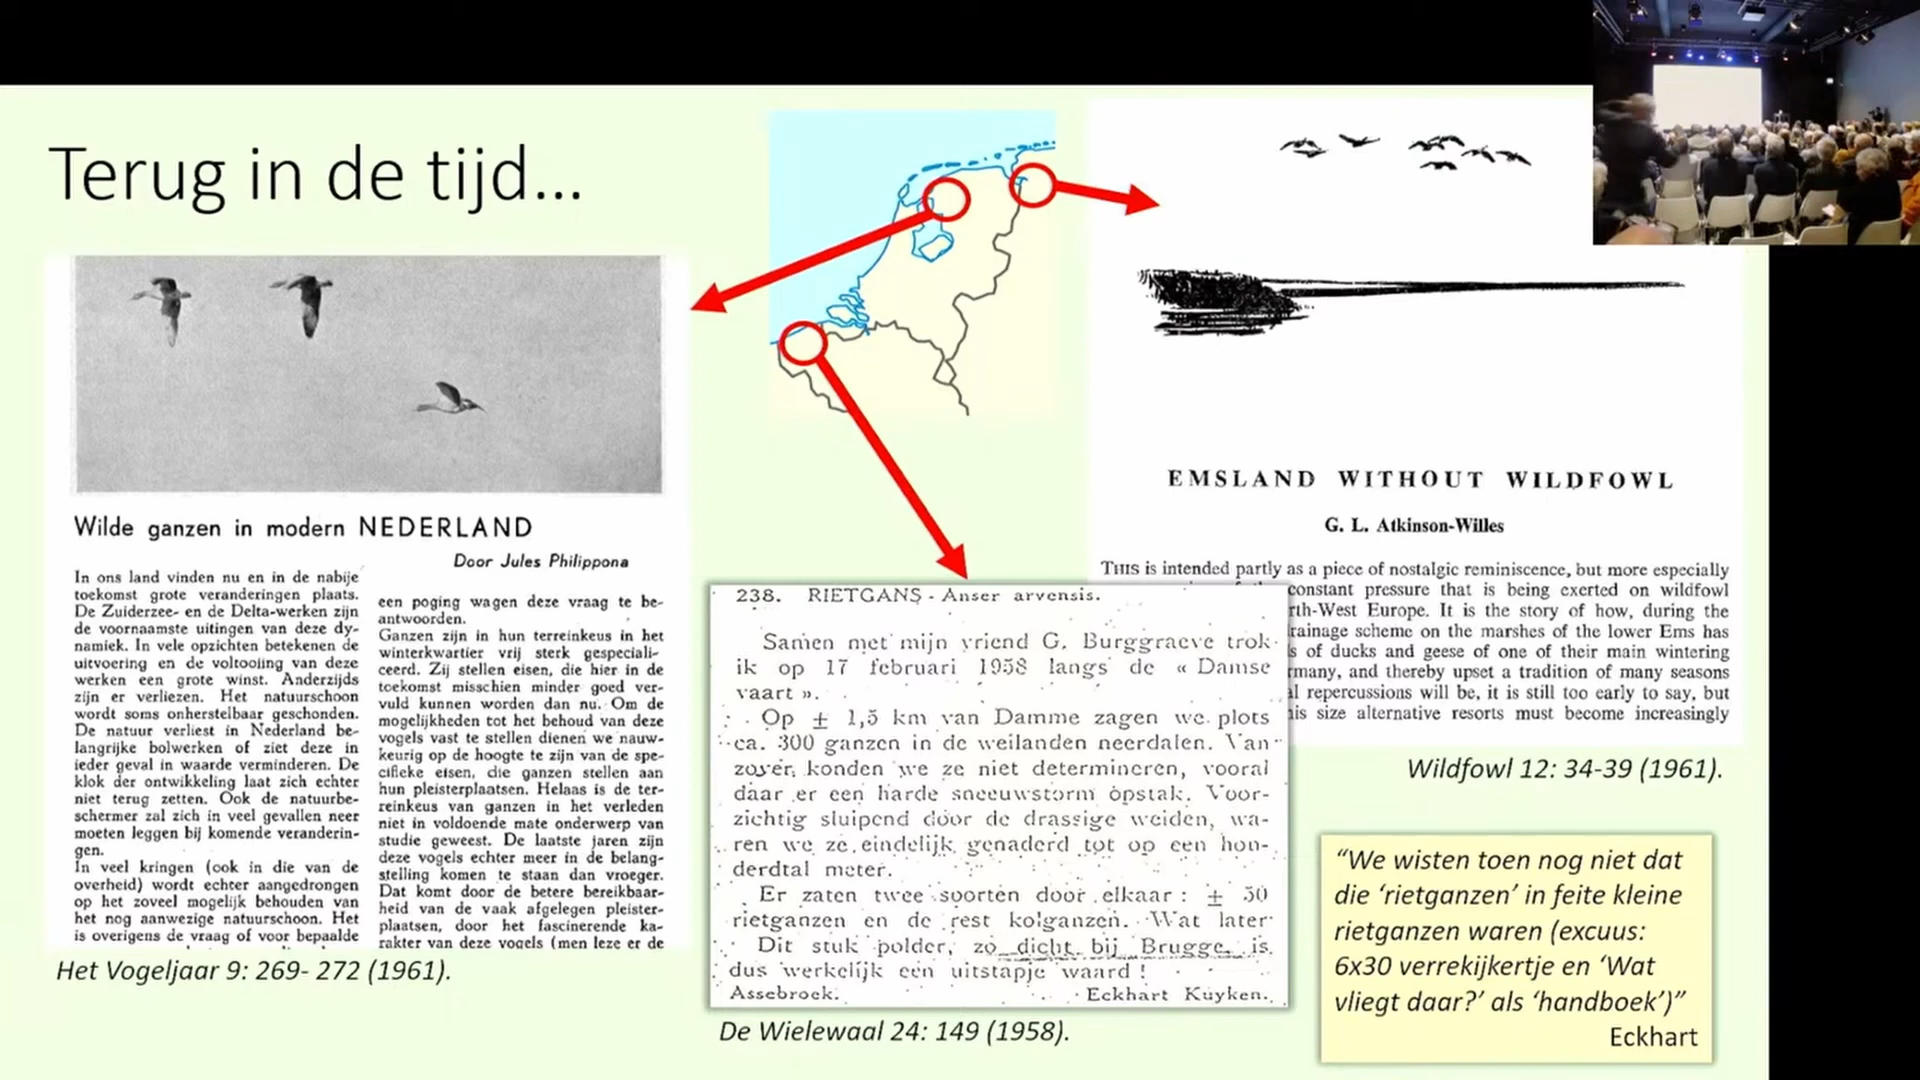 Terug in de tijd...
Wilde ganzen in modern NEDERLAND
Door Jules Philippona
In ons land vinden nu en in de nabije
toekomst grote veranderingen plaats.
De Zuiderzee- en de Delta-werken zijn
de voornaamste uitingen van deze dy-
namiek. In vele opzichten betekenen de
uitvoering en de voltooiing van deze
werken een grote winst. Anderzijds
zijn er verliezen. Het natuurschoon
wordt soms onherstelbaar geschonden.
De natuur verliest in Nederland be-
langrijke bolwerken of ziet deze in
ieder geval in waarde verminderen. De
klok der ontwikkeling laat zich echter
niet terug zetten. Ook de natuurbe-
schermer zal zich in veel gevallen neer
moeten leggen bij komende veranderin-
gen.
In veel kringen (ook in die van de
overheid) wordt echter aangedrongen
op het zoveel mogelijk behouden van
het nog aanwezige natuurschoon. Het
is overigens de vraag of voor bepaalde
een poging wagen deze vraag te be-
antwoorden.
Ganzen zijn in hun terreinkeus in het
winterkwartier vrij sterk gespeciali-
ceerd. Zij stellen eisen, die hier in de
toekomst misschien minder goed ver-
vuld kunnen worden dan nu. Om de
mogelijkheden tot het behoud van deze
vogels vast te stellen dienen we nauw-
keurig op de hoogte te zijn van de spe-
cifieke eisen, die ganzen stellen aan
hun pleisterplaatsen. Helaas is de ter-
reinkeus van ganzen in het verleden
niet in voldoende mate onderwerp van
studie geweest. De laatste jaren zijn
deze vogels echter meer in de belang-
stelling komen te staan dan vroeger.
Dat komt door de betere bereikbaar-
heid van de vaak afgelegen pleister-
plaatsen, door het fascinerende ka-
rakter van deze vogels (men leze er de
Het Vogeljaar 9: 269- 272 (1961).
238. RIETGANS - Anser arvensis.
Samen met mijn vriend G. Burggraeve trok
ik op 17 februari 1958 langs de « Damse
vaart ».
Op ± 1,5 km van Damme zagen we plots
ca. 300 ganzen in de weilanden neerdalen. Van
zover konden we ze niet determineren, vooral
daar er een harde sneeuwstorm opstak. Voor-
zichtig sluipend door de drassige weiden, wa-
ren we ze eindelijk genaderd tot op een hon-
derdtal meter.
Er zaten twee soorten door elkaar : ± 50
rietganzen en de rest kolganzen. Wat later
Dit stuk polder, zo dicht bij Brugge is
dus werkelijk een uitstapje waard !
Assebroek. Eckhart Kuyken.
De Wielewaal 24: 149 (1958).
EMSLAND WITHOUT WILDFOWL
G. L. Atkinson-Willes
THIS is intended partly as a piece of nostalgic reminiscence, but more especially
constant pressure that is being exerted on wildfowl
rth-West Europe. It is the story of how, during the
rainage scheme on the marshes of the lower Ems has
s of ducks and geese of one of their main wintering
rmany, and thereby upset a tradition of many seasons
al repercussions will be, it is still too early to say, but
his size alternative resorts must become increasingly
Wildfowl 12: 34-39 (1961).
“We wisten toen nog niet dat
die ‘rietganzen’ in feite kleine
rietganzen waren (excuus:
6x30 verrekijkertje en ‘Wat
vliegt daar?’ als ‘handboek’)”
Eckhart